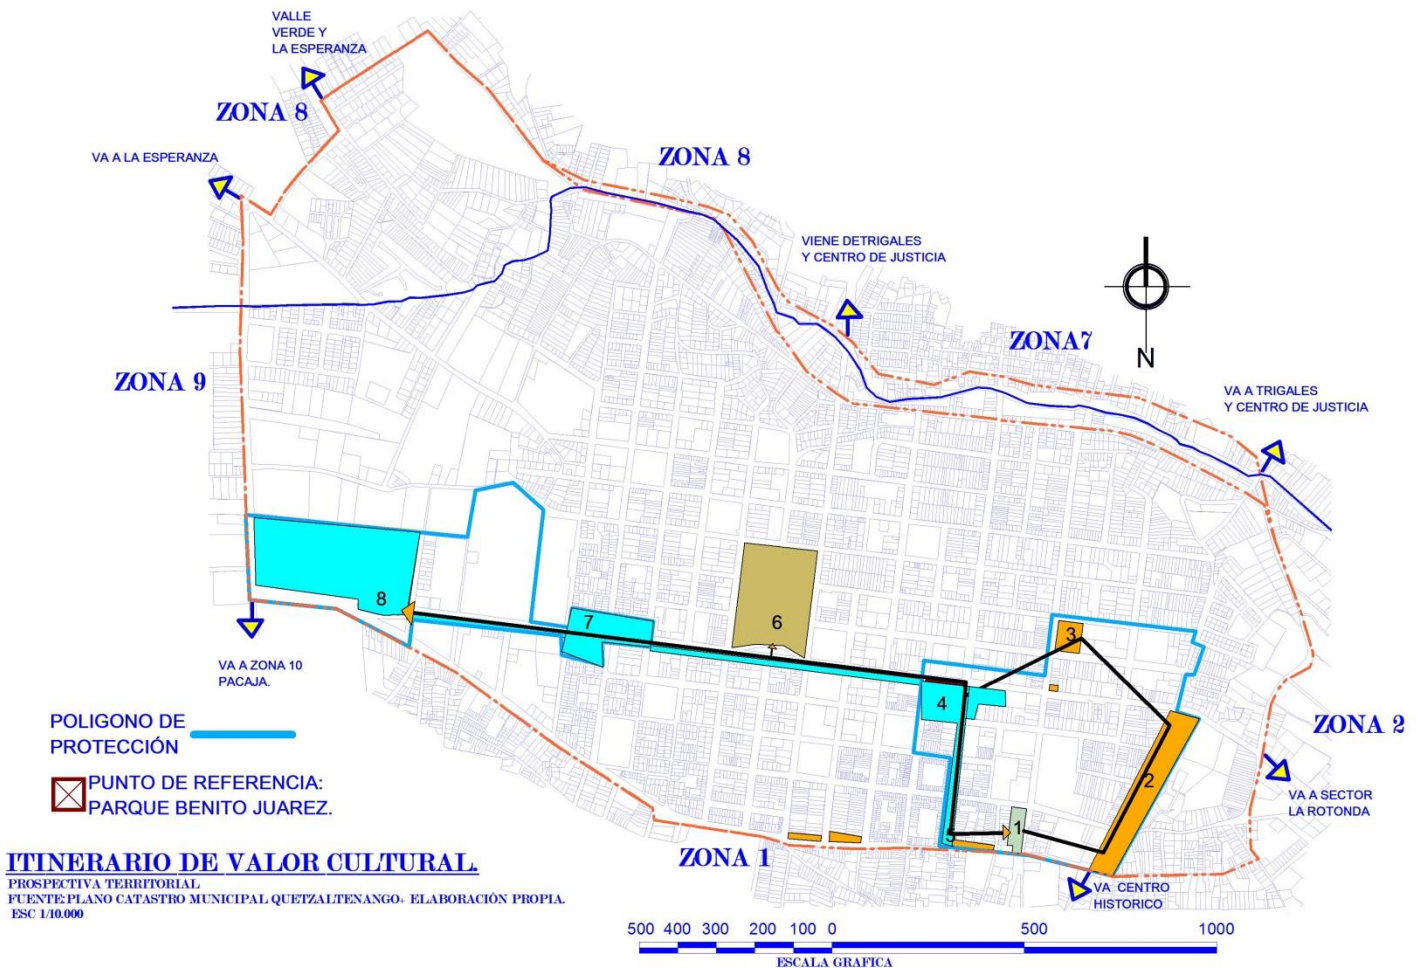 VALLE
VERDE Y
LA ESPERANZA
ZONA 8
VA A LA ESPERANZA
ZONA 8
VIENE DETRIGALES
Y CENTRO DE JUSTICIA
ZONA7
N
ZONA 9
VA A TRIGALES
Y CENTRO DE JUSTICIA
8
7
6
3
4
2
1
5
VA A ZONA 10
PACAJA.
ZONA 2
VA A SECTOR
LA ROTONDA
POLIGONO DE
PROTECCIÓN
PUNTO DE REFERENCIA:
PARQUE BENITO JUAREZ.
ZONA 1
VA CENTRO
HISTORICO
ITINERARIO DE VALOR CULTURAL.
PROSPECTIVA TERRITORIAL
FUENTE:PLANO CATASTRO MUNICIPAL QUETZALTENANGO+ ELABORACIÓN PROPIA.
ESC 1/10.000
500 400 300 200 100 0 500 1000
ESCALA GRAFICA